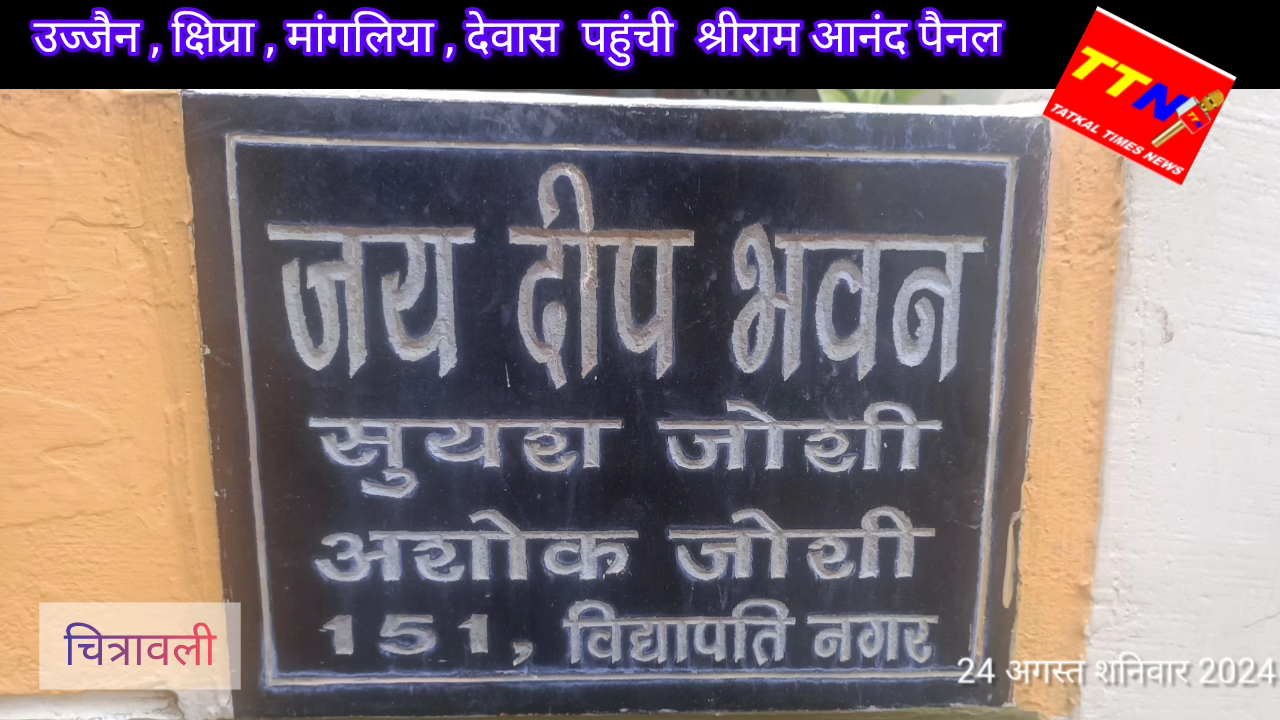 उज्जैन , क्षिप्रा , मांगलिया , देवास पहुंची श्रीराम आनंद पैनल
TTN
TATKAL TIMES NEWS
जय दीप भवन
सुयश जोशी
अशोक जोशी
151, विद्यापति नगर
चित्रावली
24 अगस्त शनिवार 2024